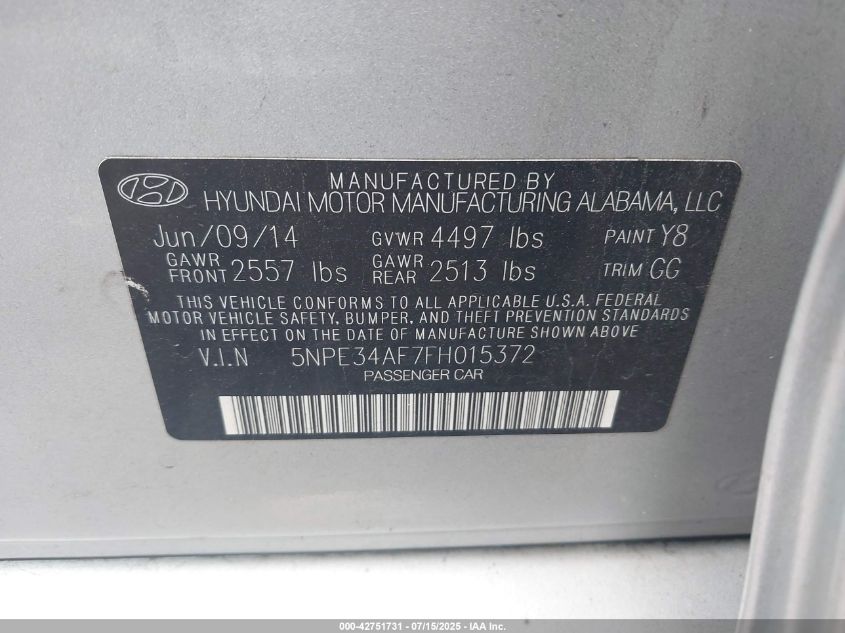 MANUFACTURED BY
HYUNDAI MOTOR MANUFACTURING ALABAMA, LLC
Jun/09/14 GVWR 4497 lbs PAINT Y8
GAWR FRONT 2557 lbs GAWR REAR 2513 lbs TRIM GG
THIS VEHICLE CONFORMS TO ALL APPLICABLE U.S.A. FEDERAL
MOTOR VEHICLE SAFETY, BUMPER, AND THEFT PREVENTION STANDARDS
IN EFFECT ON THE DATE OF MANUFACTURE SHOWN ABOVE
V.I.N 5NPE34AF7FH015372
PASSENGER CAR
000-42751731 - 07/15/2025 - IAA Inc.